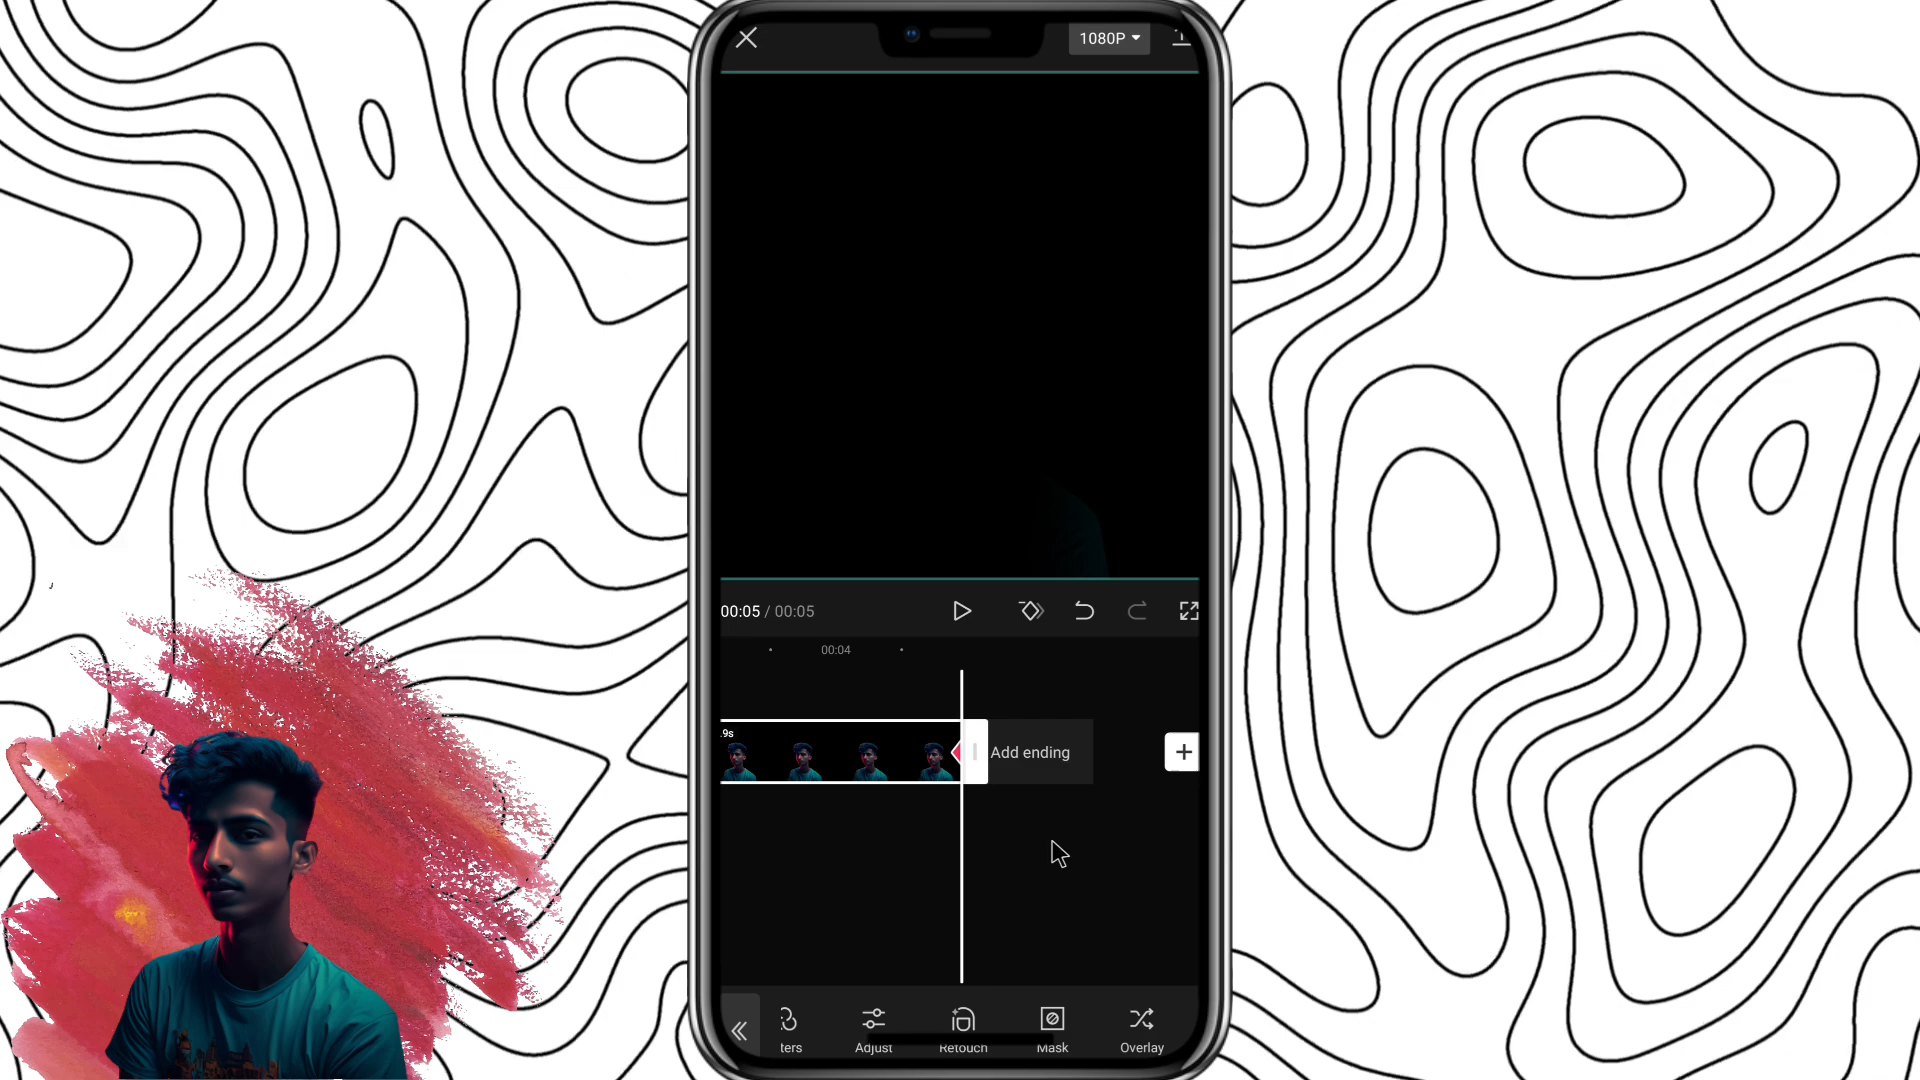 1080P
00:05 / 00:05
00:04
.9s
Add ending
ters
Adjust
Retouch
Mask
Overlay